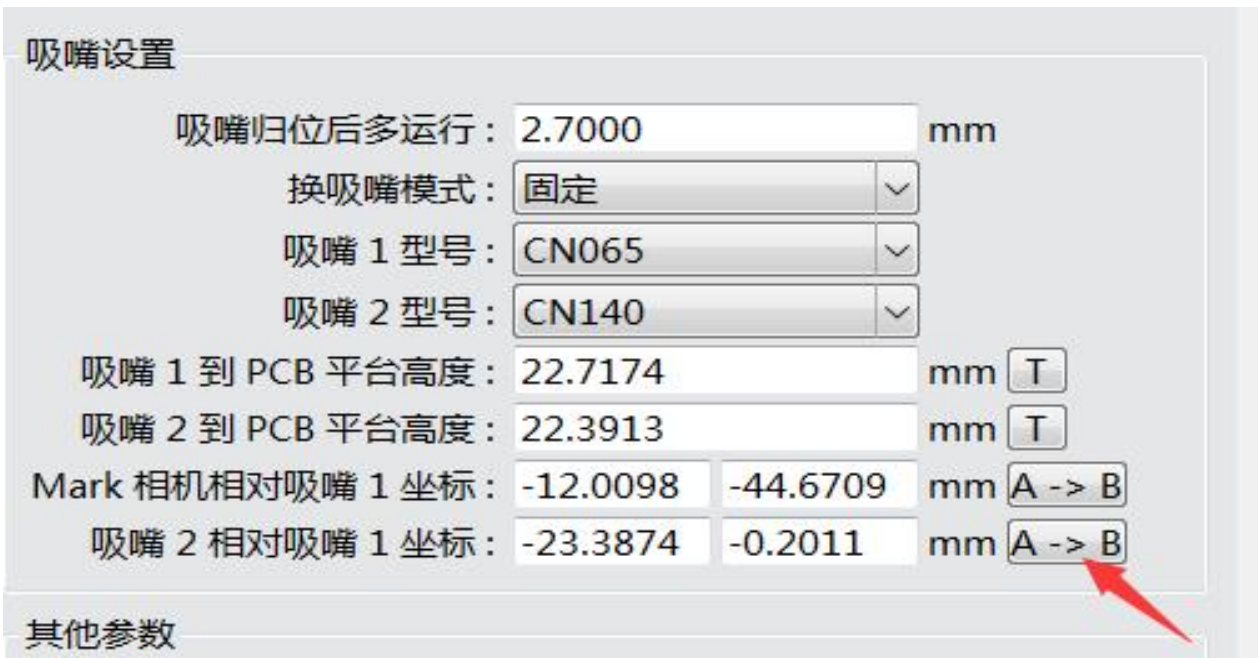 吸嘴设置
吸嘴归位后多运行: 2.7000 mm
换吸嘴模式: 固定
吸嘴 1 型号: CN065
吸嘴 2 型号: CN140
吸嘴 1 到 PCB 平台高度: 22.7174 mm T
吸嘴 2 到 PCB 平台高度: 22.3913 mm T
Mark 相机相对吸嘴 1 坐标: -12.0098 -44.6709 mm A -> B
吸嘴 2 相对吸嘴 1 坐标: -23.3874 -0.2011 mm A -> B
其他参数